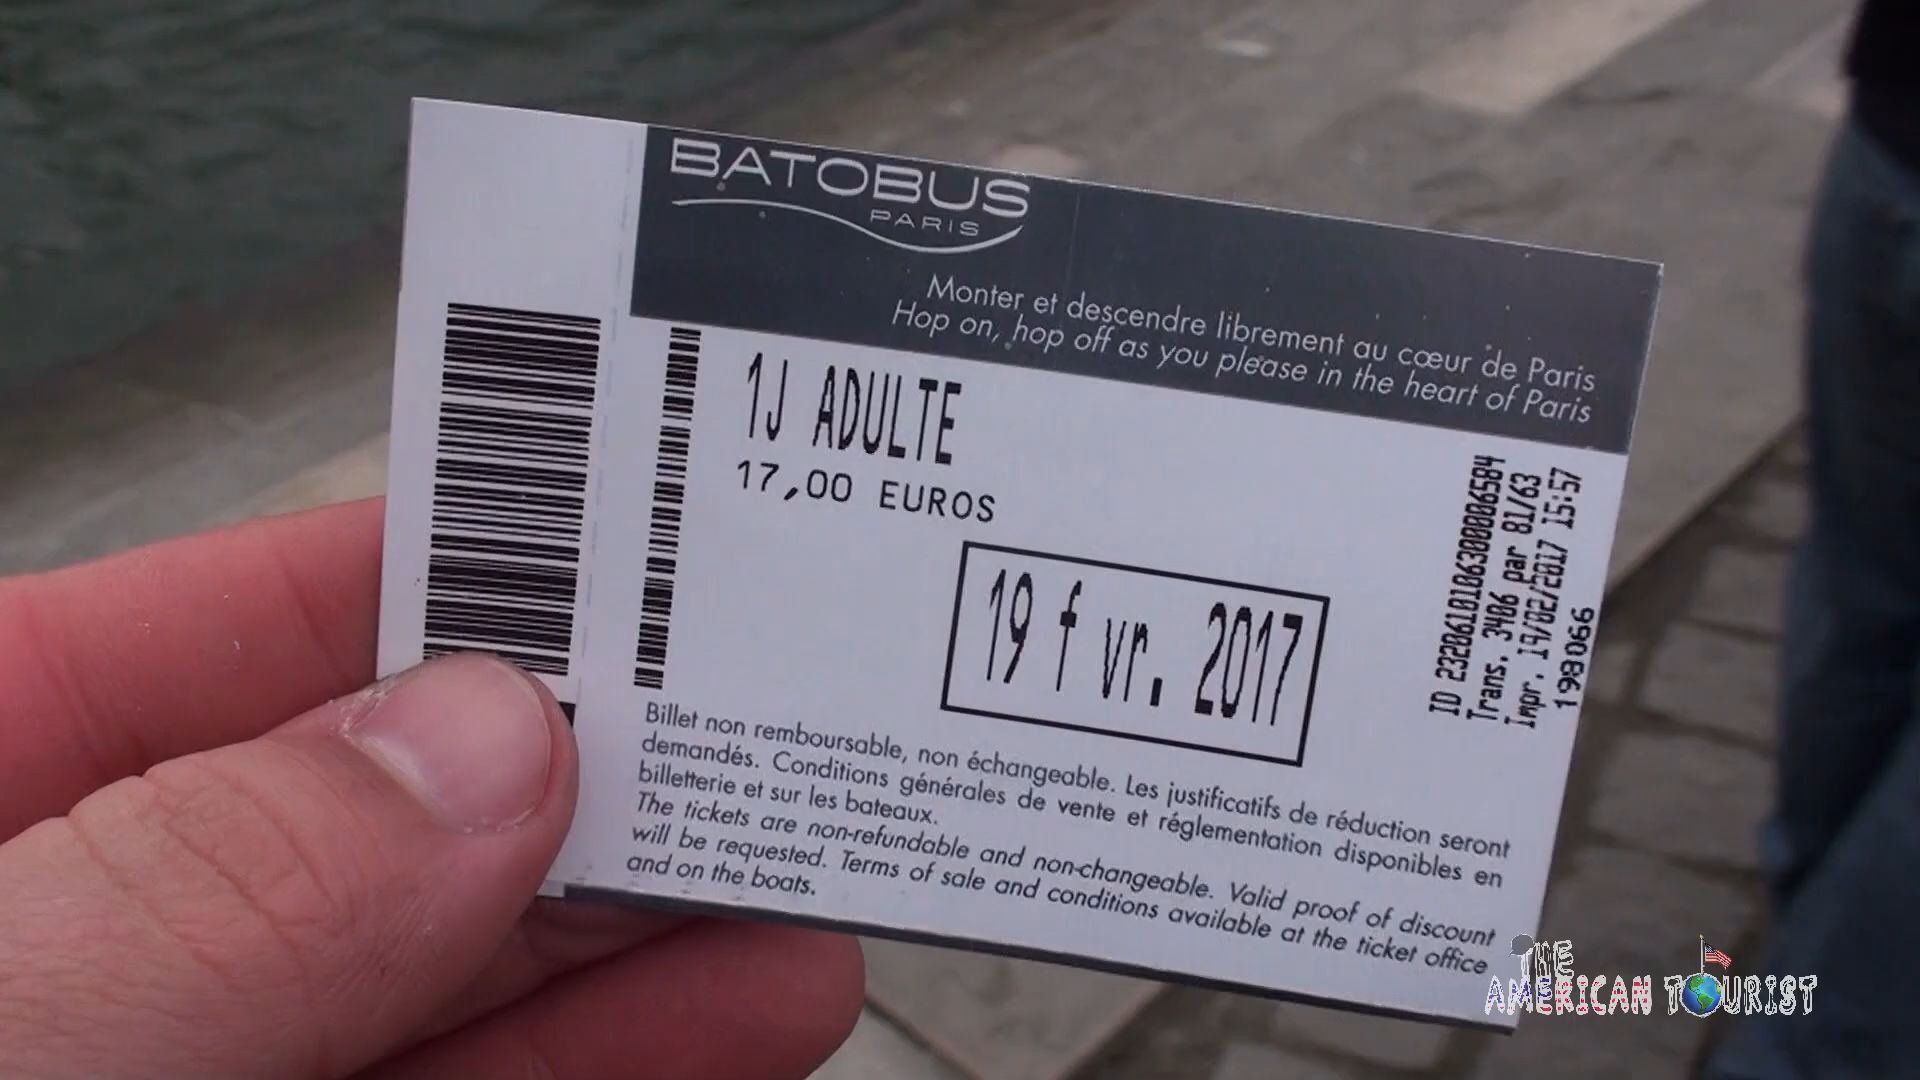 BATOBUS
PARIS
Monter et descendre librement au cœur de Paris
Hop on, hop off as you please in the heart of Paris
1J ADULTE
17,00 EUROS
19 f vr. 2017
ID 23206101063000006584
Trans. 3406 par 81/63
Impr. 19/02/2017 15:57
198066
Billet non remboursable, non échangeable. Les justificatifs de réduction seront
demandés. Conditions générales de vente et réglementation disponibles en
billetterie et sur les bateaux.
The tickets are non-refundable and non-changeable. Valid proof of discount
will be requested. Terms of sale and conditions available at the ticket office
and on the boats.
THE
AMERICAN TOURIST